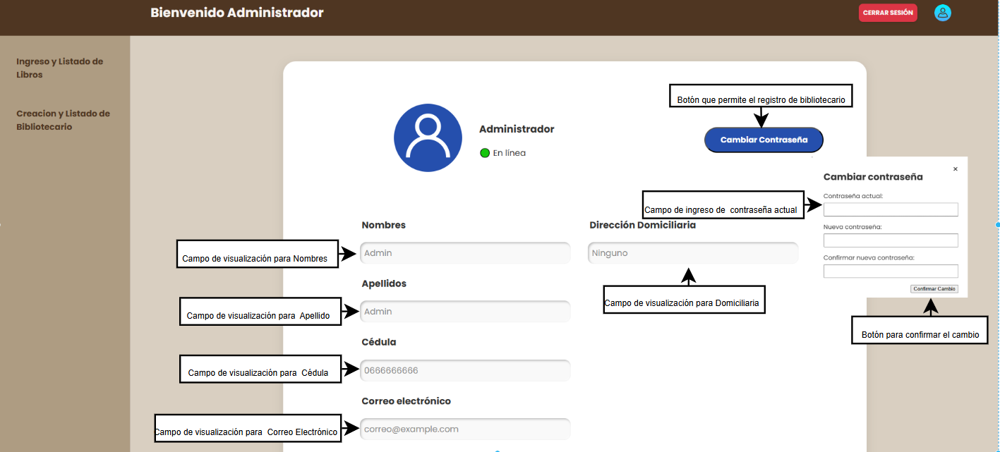 Bienvenido Administrador
CERRAR SESIÓN
Ingreso y Listado de
Libros
Creacion y Listado de
Bibliotecario
Botón que permite el registro de bibliotecario
Administrador
En línea
Cambiar Contraseña
Cambiar contraseña
×
Contraseña actual:
Campo de ingreso de contraseña actual
Nueva contraseña:
Confirmar nueva contraseña:
Confirmar Cambio
Botón para confirmar el cambio
Nombres
Campo de visualización para Nombres
Admin
Dirección Domiciliaria
Ninguno
Campo de visualización para Domiciliaria
Apellidos
Campo de visualización para Apellido
Admin
Cédula
Campo de visualización para Cédula
0666666666
Correo electrónico
Campo de visualización para Correo Electrónico
correo@example.com